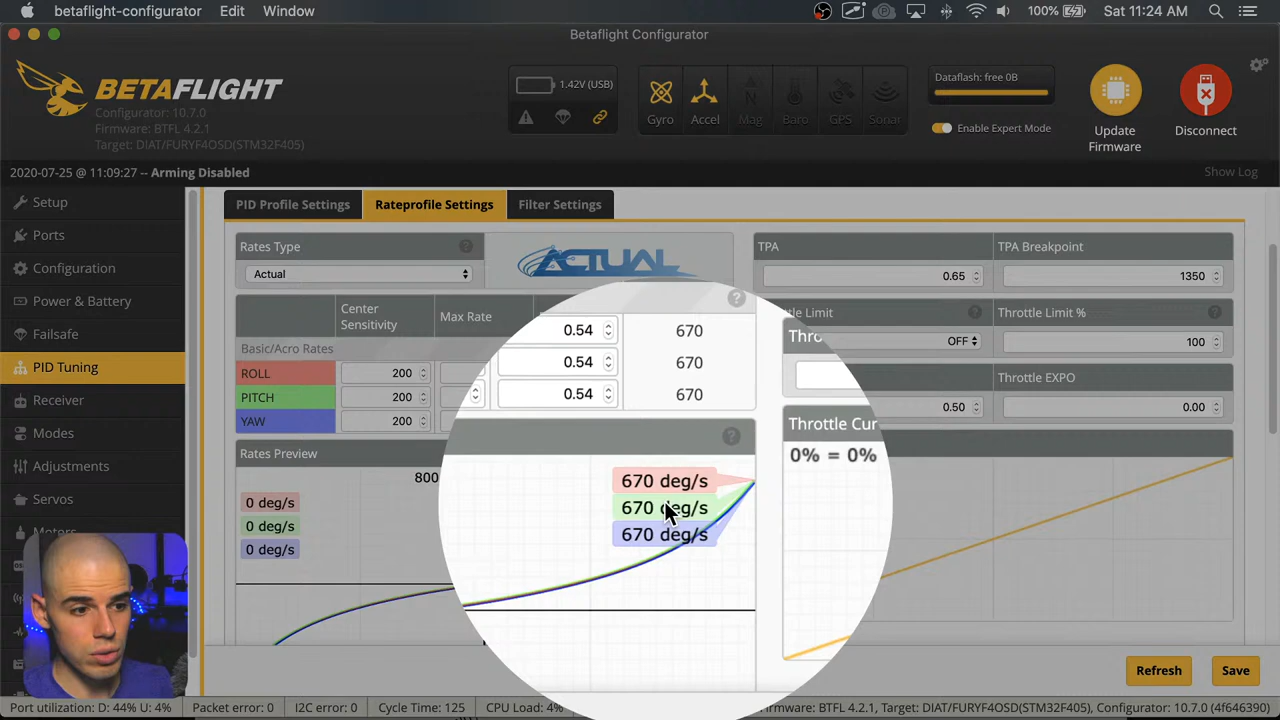 betaflight-configurator Edit Window 100% Sat 11:24 AM
Betaflight Configurator
BETAFLIGHT
Configurator: 10.7.0
Firmware: BTFL 4.2.1
Target: DIAT/FURYF4OSD(STM32F405)
1.42V (USB)
Gyro Accel Mag Baro GPS Sonar
Dataflash: free 0B
Enable Expert Mode
Update Firmware
Disconnect
2020-07-25 @ 11:09:27 -- Arming Disabled
Show Log
Setup
Ports
Configuration
Power & Battery
Failsafe
PID Tuning
Receiver
Modes
Adjustments
Servos
Motors
PID Profile Settings Rateprofile Settings Filter Settings
Rates Type
Actual
ACTUAL
TPA TPA Breakpoint
0.65 1350
Center Sensitivity Max Rate
Basic/Acro Rates
ROLL 200
PITCH 200
YAW 200
0.54 670
0.54 670
0.54 670
Throttle Limit %
OFF 100
Throttle EXPO
0.50 0.00
Rates Preview
800
0 deg/s
0 deg/s
0 deg/s
670 deg/s
670 deg/s
670 deg/s
Throttle Cur
0% = 0%
Refresh Save
Port utilization: D: 44% U: 4% Packet error: 0 I2C error: 0 Cycle Time: 125 CPU Load: 4% Firmware: BTFL 4.2.1, Target: DIAT/FURYF4OSD(STM32F405), Configurator: 10.7.0 (4f646390)